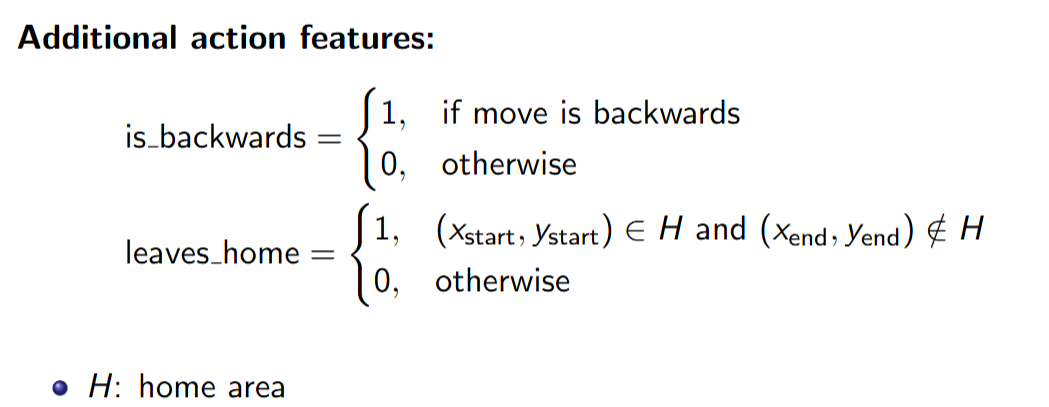 Additional action features:
is_backwards = { 1, if move is backwards
0, otherwise
leaves_home = { 1, (x_start, y_start) ∈ H and (x_end, y_end) ∉ H
0, otherwise
H: home area